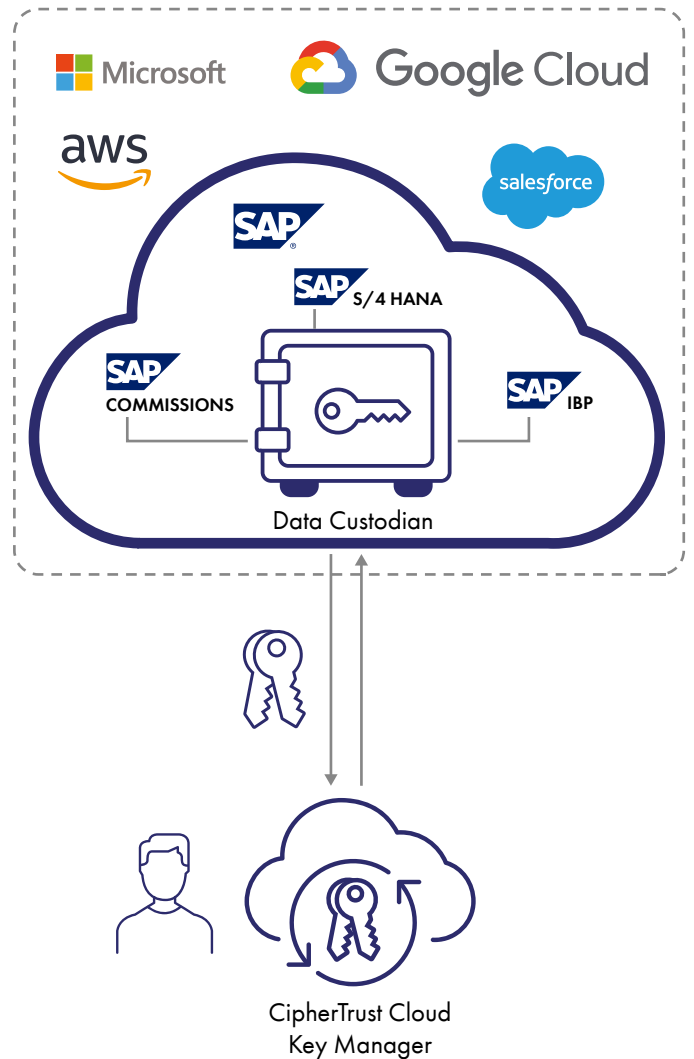 Microsoft
Google Cloud
aws
salesforce
SAP®
SAP S/4 HANA
SAP
COMMISSIONS
SAP IBP
Data Custodian
CipherTrust Cloud
Key Manager